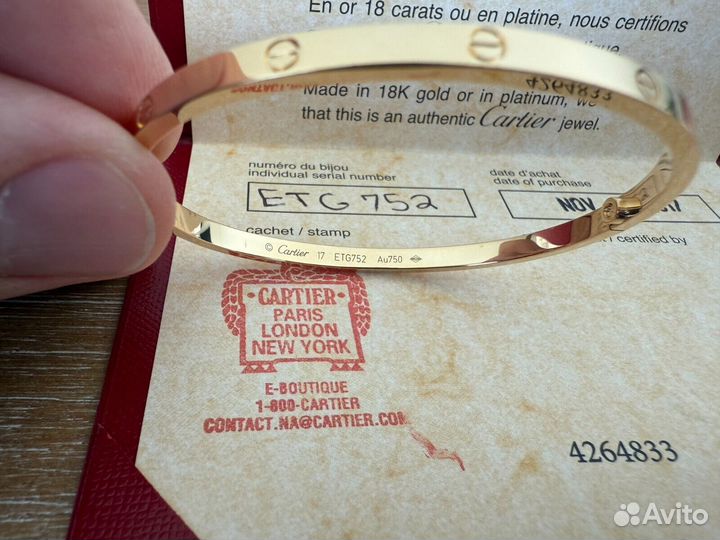 En or 18 carats ou en platine, nous certifions
Made in 18K gold or in platinum, we
that this is an authentic Cartier jewel.
4264833
numéro du bijou
individual serial number
date d'achat
date of purchase
ETG752
NOV
cachet / stamp
/ certified by
© Cartier 17 ETG752 Au750
CARTIER
PARIS
LONDON
NEW YORK
E-BOUTIQUE
1-800-CARTIER
CONTACT.NA@CARTIER.COM
4264833
Avito